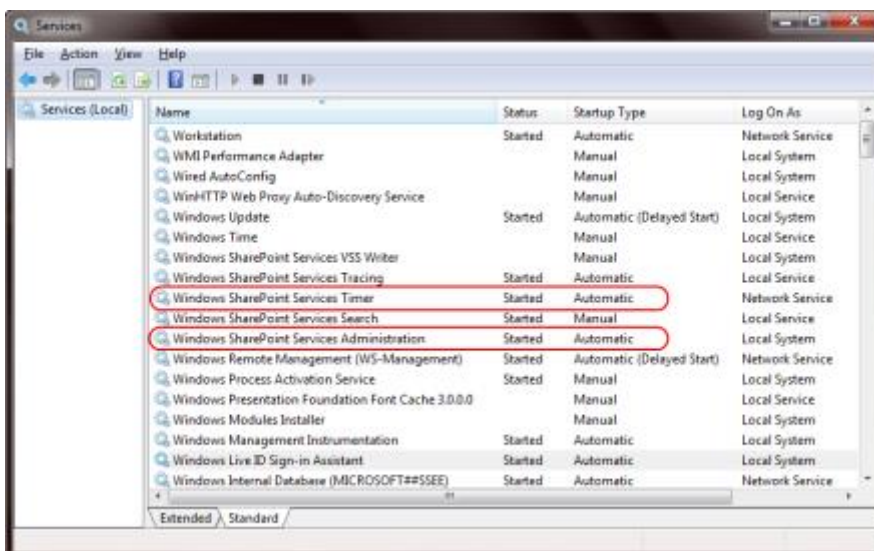 Services
File Action View Help
Services (Local)
Name Status Startup Type Log On As
Workstation Started Automatic Network Service
WMI Performance Adapter Manual Local System
Wired AutoConfig Manual Local System
WinHTTP Web Proxy Auto-Discovery Service Manual Local Service
Windows Update Started Automatic (Delayed Start) Local System
Windows Time Manual Local Service
Windows SharePoint Services VSS Writer Manual Local System
Windows SharePoint Services Tracing Started Automatic Local Service
Windows SharePoint Services Timer Started Automatic Network Service
Windows SharePoint Services Search Started Manual Local Service
Windows SharePoint Services Administration Started Automatic Local System
Windows Remote Management (WS-Management) Started Automatic (Delayed Start) Network Service
Windows Process Activation Service Started Manual Local System
Windows Presentation Foundation Font Cache 3.0.0.0 Manual Local Service
Windows Modules Installer Manual Local System
Windows Management Instrumentation Started Automatic Local System
Windows Live ID Sign-in Assistant Started Automatic Local System
Windows Internal Database (MICROSOFT##SSEE) Started Automatic Network Service
Extended Standard